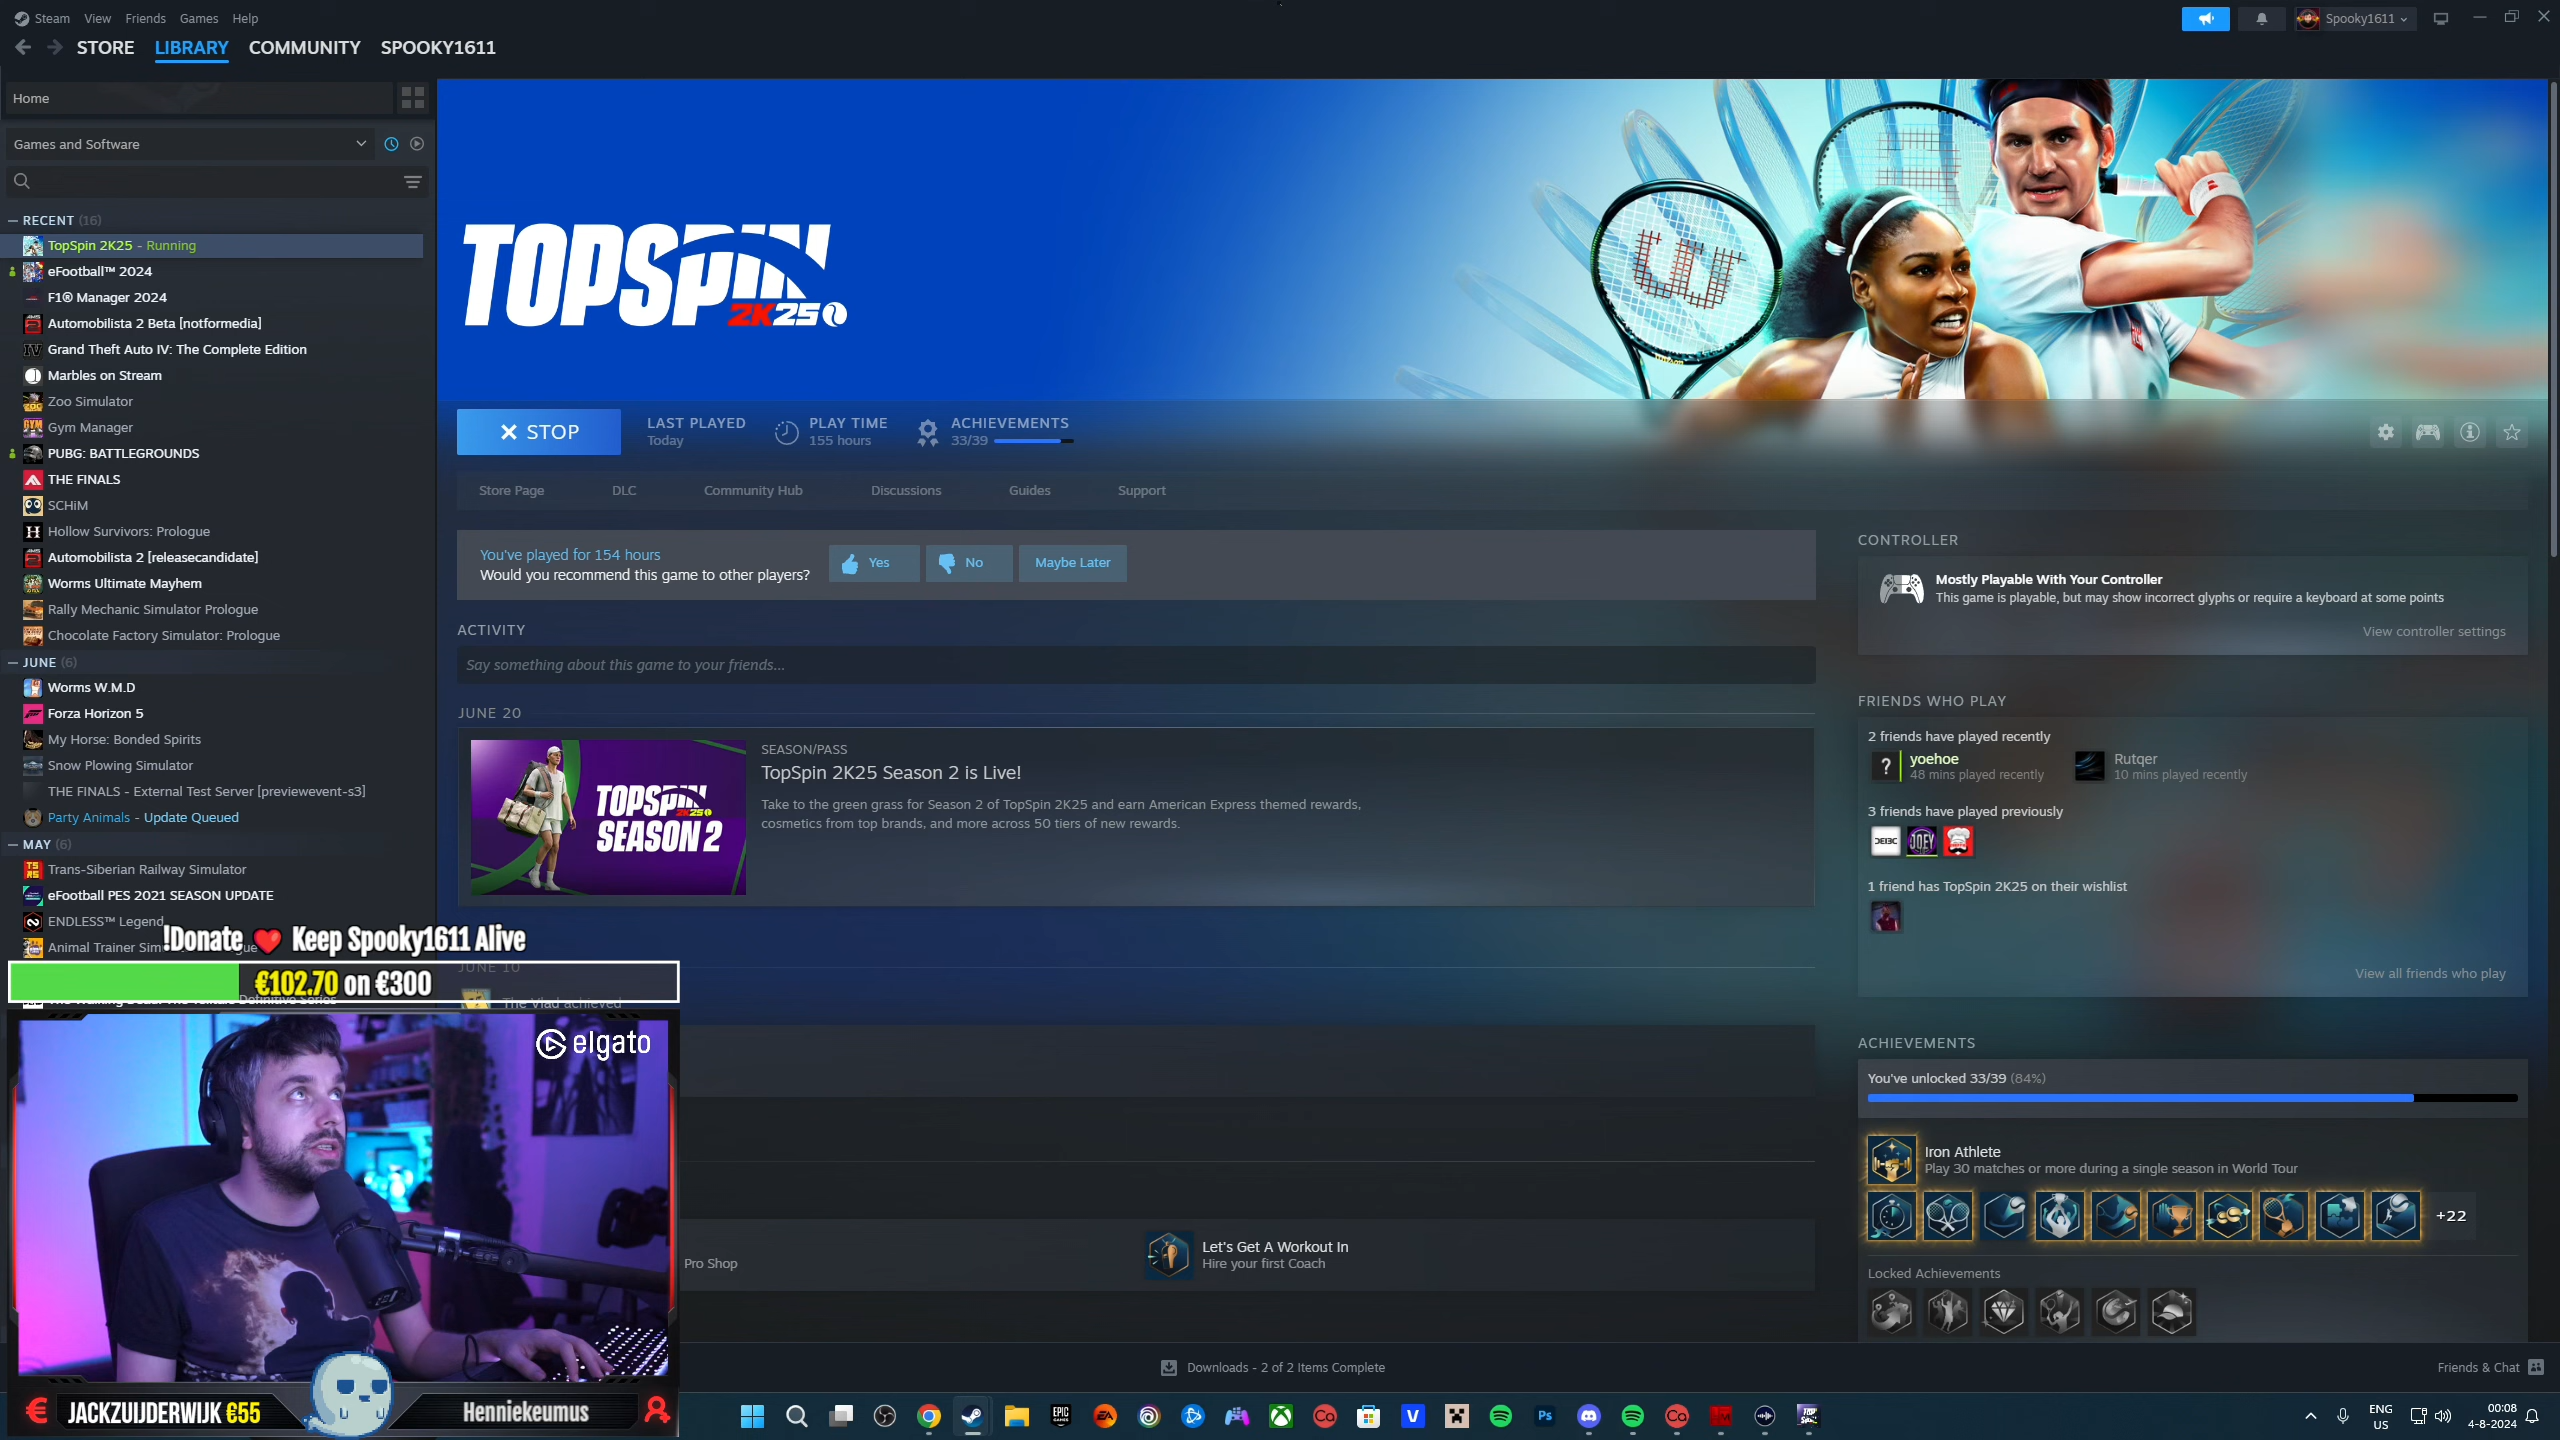 Steam View Friends Games Help
Spooky1611
STORE LIBRARY COMMUNITY SPOOKY1611
Home
Games and Software
RECENT (16)
TopSpin 2K25 - Running
eFootball™ 2024
F1® Manager 2024
Automobilista 2 Beta [notformedia]
Grand Theft Auto IV: The Complete Edition
Marbles on Stream
Zoo Simulator
Gym Manager
PUBG: BATTLEGROUNDS
THE FINALS
SCHiM
Hollow Survivors: Prologue
Automobilista 2 [releasecandidate]
Worms Ultimate Mayhem
Rally Mechanic Simulator Prologue
Chocolate Factory Simulator: Prologue
JUNE (6)
Worms W.M.D
Forza Horizon 5
My Horse: Bonded Spirits
Snow Plowing Simulator
THE FINALS - External Test Server [previewevent-s3]
Party Animals - Update Queued
MAY (6)
Trans-Siberian Railway Simulator
eFootball PES 2021 SEASON UPDATE
ENDLESS™ Legend
Animal Trainer Sim
!Donate ❤ Keep Spooky1611 Alive
€102.70 on €300
elgato
€ JACKZUIJDERWIJK €55
Henniekeumus
TOPSPIN
2K25
STOP
LAST PLAYED
Today
PLAY TIME
155 hours
ACHIEVEMENTS
33/39
Store Page DLC Community Hub Discussions Guides Support
You've played for 154 hours
Would you recommend this game to other players?
Yes No Maybe Later
ACTIVITY
Say something about this game to your friends...
JUNE 20
TOPSPIN
2K25
SEASON 2
SEASON/PASS
TopSpin 2K25 Season 2 is Live!
Take to the green grass for Season 2 of TopSpin 2K25 and earn American Express themed rewards,
cosmetics from top brands, and more across 50 tiers of new rewards.
JUNE 10
The Vlad achieved
Pro Shop
Let's Get A Workout In
Hire your first Coach
CONTROLLER
Mostly Playable With Your Controller
This game is playable, but may show incorrect glyphs or require a keyboard at some points
View controller settings
FRIENDS WHO PLAY
2 friends have played recently
yoehoe
48 mins played recently
Rutqer
10 mins played recently
3 friends have played previously
JOEY
1 friend has TopSpin 2K25 on their wishlist
View all friends who play
ACHIEVEMENTS
You've unlocked 33/39 (84%)
Iron Athlete
Play 30 matches or more during a single season in World Tour
+22
Locked Achievements
Downloads - 2 of 2 Items Complete
Friends & Chat
EPIC
EA
Ps
ENG
US
00:08
4-8-2024